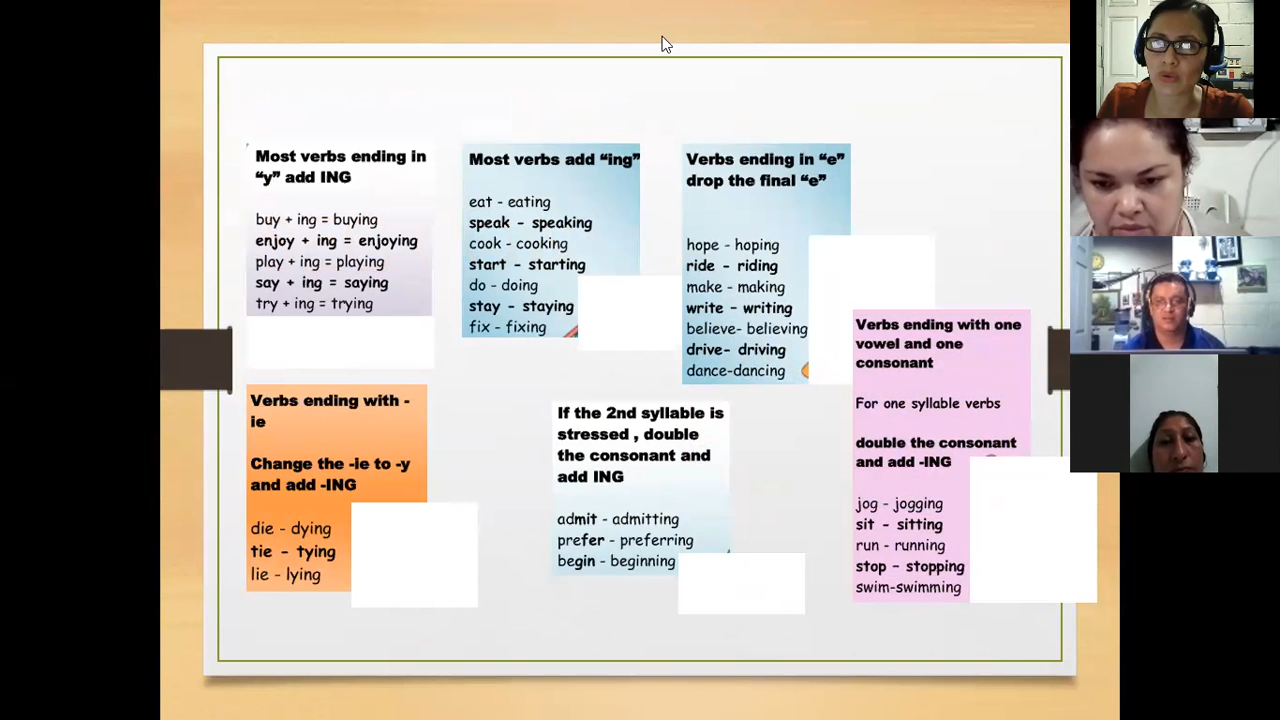 Most verbs ending in
“y” add ING
buy + ing = buying
enjoy + ing = enjoying
play + ing = playing
say + ing = saying
try + ing = trying
Most verbs add “ing”
eat - eating
speak - speaking
cook - cooking
start - starting
do - doing
stay - staying
fix - fixing
Verbs ending in “e”
drop the final “e”
hope - hoping
ride - riding
make - making
write - writing
believe- believing
drive- driving
dance-dancing
Verbs ending with -
ie
Change the -ie to -y
and add -ING
die - dying
tie - tying
lie - lying
If the 2nd syllable is
stressed , double
the consonant and
add ING
admit - admitting
prefer - preferring
begin - beginning
Verbs ending with one
vowel and one
consonant
For one syllable verbs
double the consonant
and add -ING
jog - jogging
sit - sitting
run - running
stop - stopping
swim-swimming